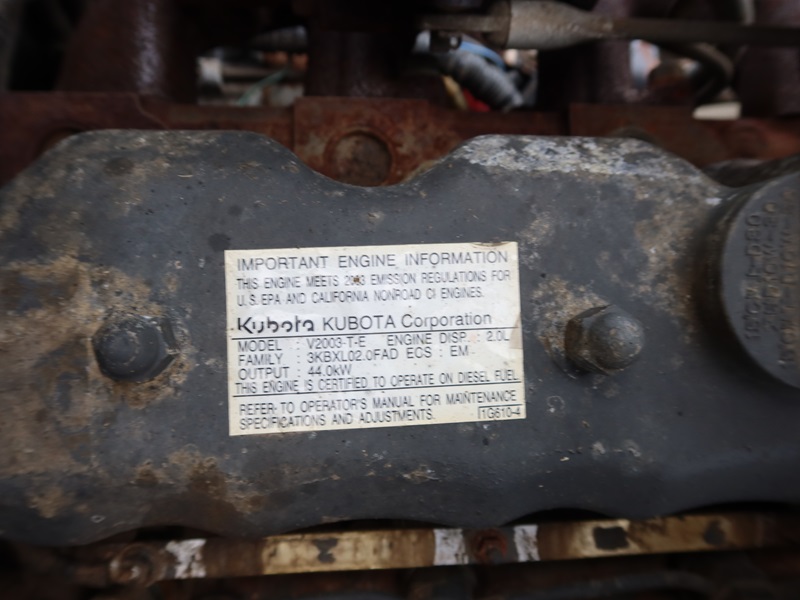 IMPORTANT ENGINE INFORMATION
THIS ENGINE MEETS 2003 EMISSION REGULATIONS FOR
U.S. EPA AND CALIFORNIA NONROAD CI ENGINES.
Kubota KUBOTA Corporation
MODEL : V2003-T-E ENGINE DISP. : 2.0L
FAMILY : 3KBXL02.0FAD ECS : EM
OUTPUT : 44.0kW
THIS ENGINE IS CERTIFIED TO OPERATE ON DIESEL FUEL.
REFER TO OPERATOR'S MANUAL FOR MAINTENANCE
SPECIFICATIONS AND ADJUSTMENTS. 1G610-4